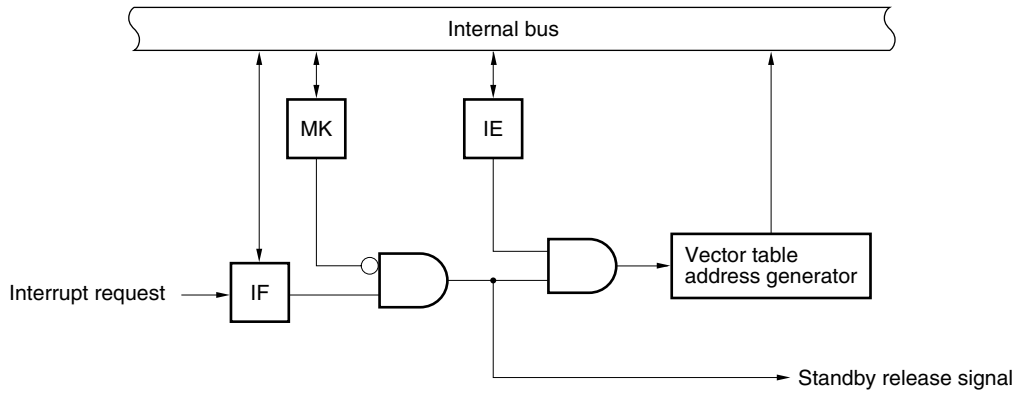 Internal bus
MK
IE
Interrupt request
IF
Vector table
address generator
Standby release signal